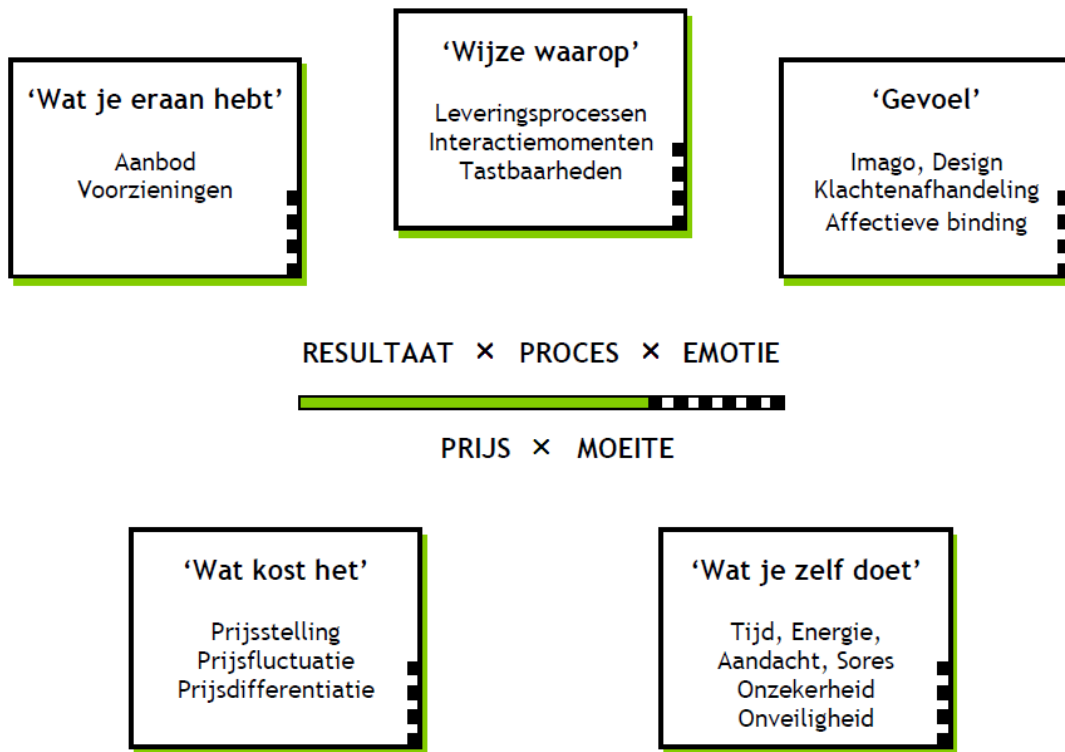 ‘Wat je eraan hebt’
Aanbod
Voorzieningen
‘Wijze waarop’
Leveringsprocessen
Interactiemomenten
Tastbaarheden
‘Gevoel’
Imago, Design
Klachtenafhandeling
Affectieve binding
RESULTAAT × PROCES × EMOTIE
PRIJS × MOEITE
‘Wat kost het’
Prijsstelling
Prijsfluctuatie
Prijsdifferentiatie
‘Wat je zelf doet’
Tijd, Energie,
Aandacht, Sores
Onzekerheid
Onveiligheid